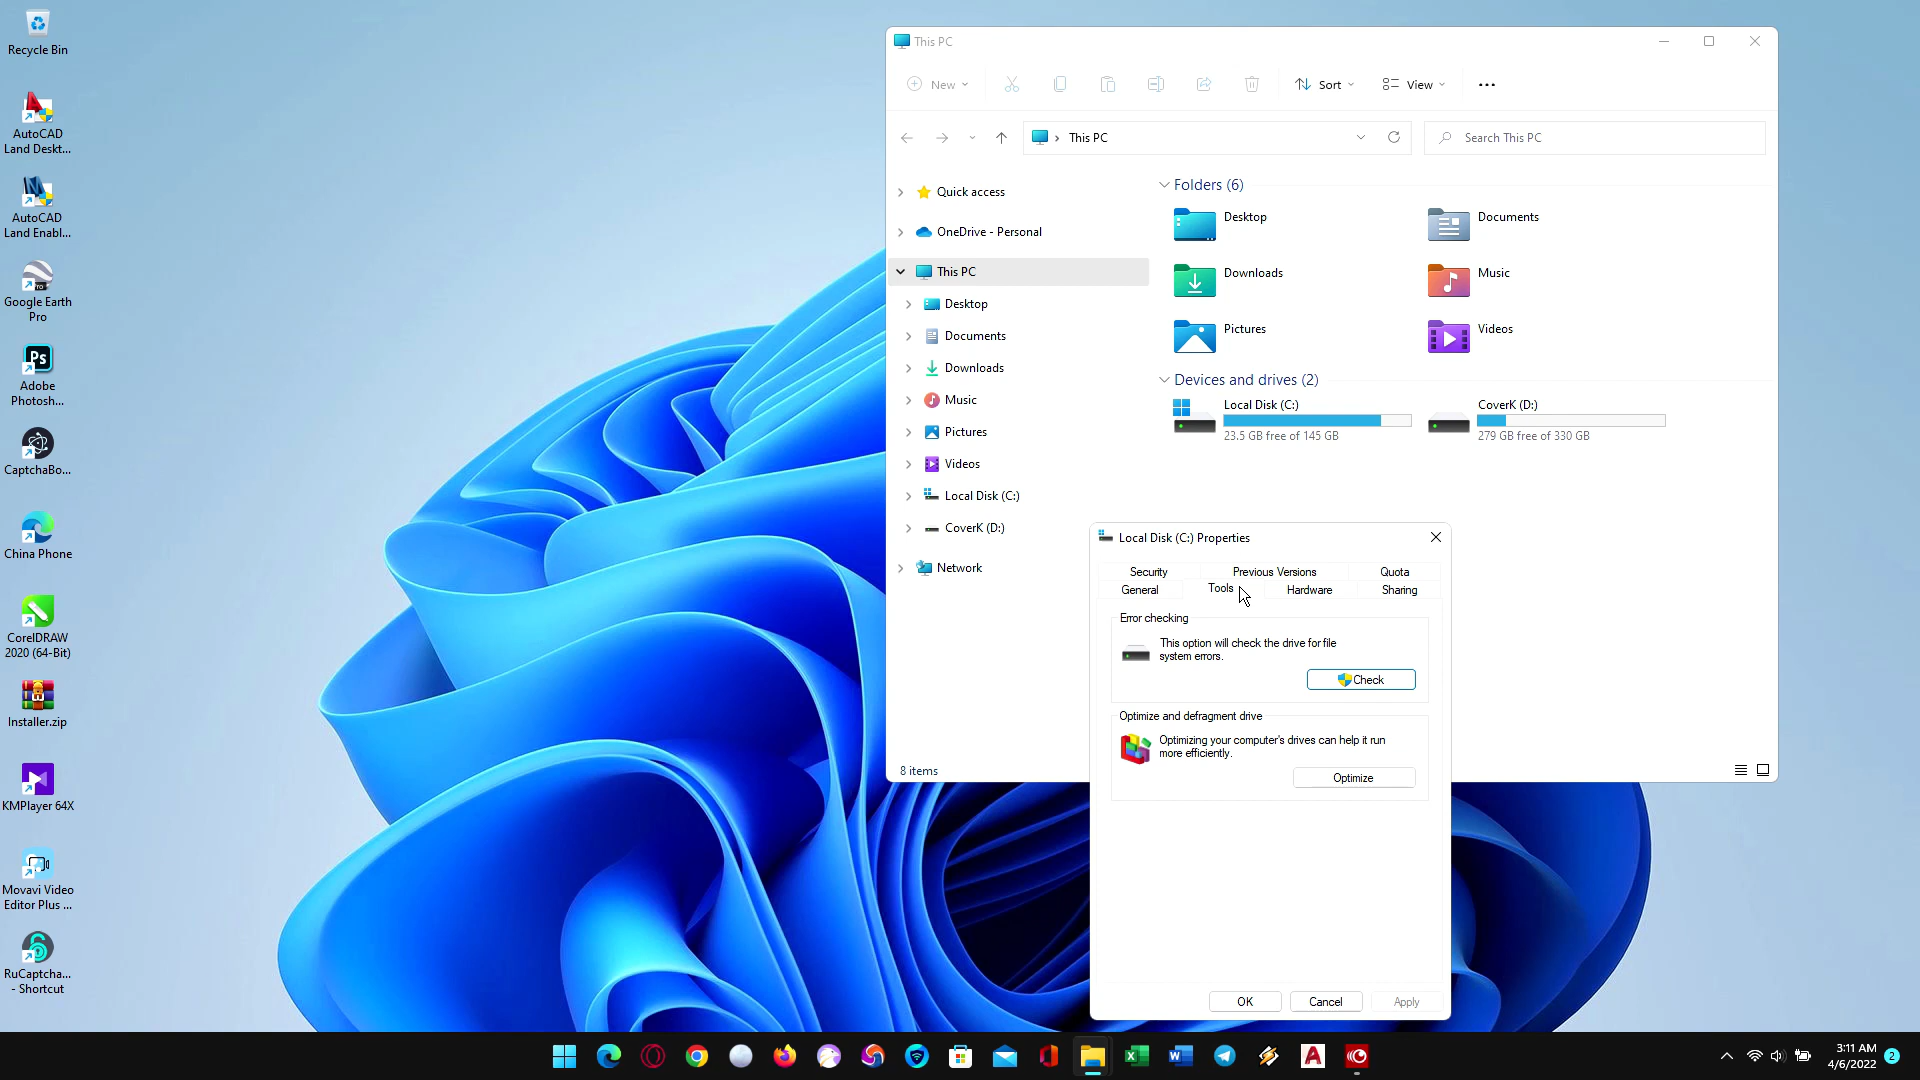 Recycle Bin
AutoCAD
Land Deskt...
AutoCAD
Land Enabl...
Google Earth
Pro
Ps
Adobe
Photosh...
CaptchaBo...
China Phone
CorelDRAW
2020 (64-Bit)
Installer.zip
KMPlayer 64X
Movavi Video
Editor Plus ...
RuCaptcha...
- Shortcut
This PC
New
Sort
View
This PC
Search This PC
Quick access
OneDrive - Personal
This PC
Desktop
Documents
Downloads
Music
Pictures
Videos
Local Disk (C:)
CoverK (D:)
Network
Folders (6)
Desktop
Documents
Downloads
Music
Pictures
Videos
Devices and drives (2)
Local Disk (C:)
23.5 GB free of 145 GB
CoverK (D:)
279 GB free of 330 GB
8 items
Local Disk (C:) Properties
Security
Previous Versions
Quota
General
Tools
Hardware
Sharing
Error checking
This option will check the drive for file
system errors.
Check
Optimize and defragment drive
Optimizing your computer's drives can help it run
more efficiently.
Optimize
OK
Cancel
Apply
3:11 AM
4/6/2022
2